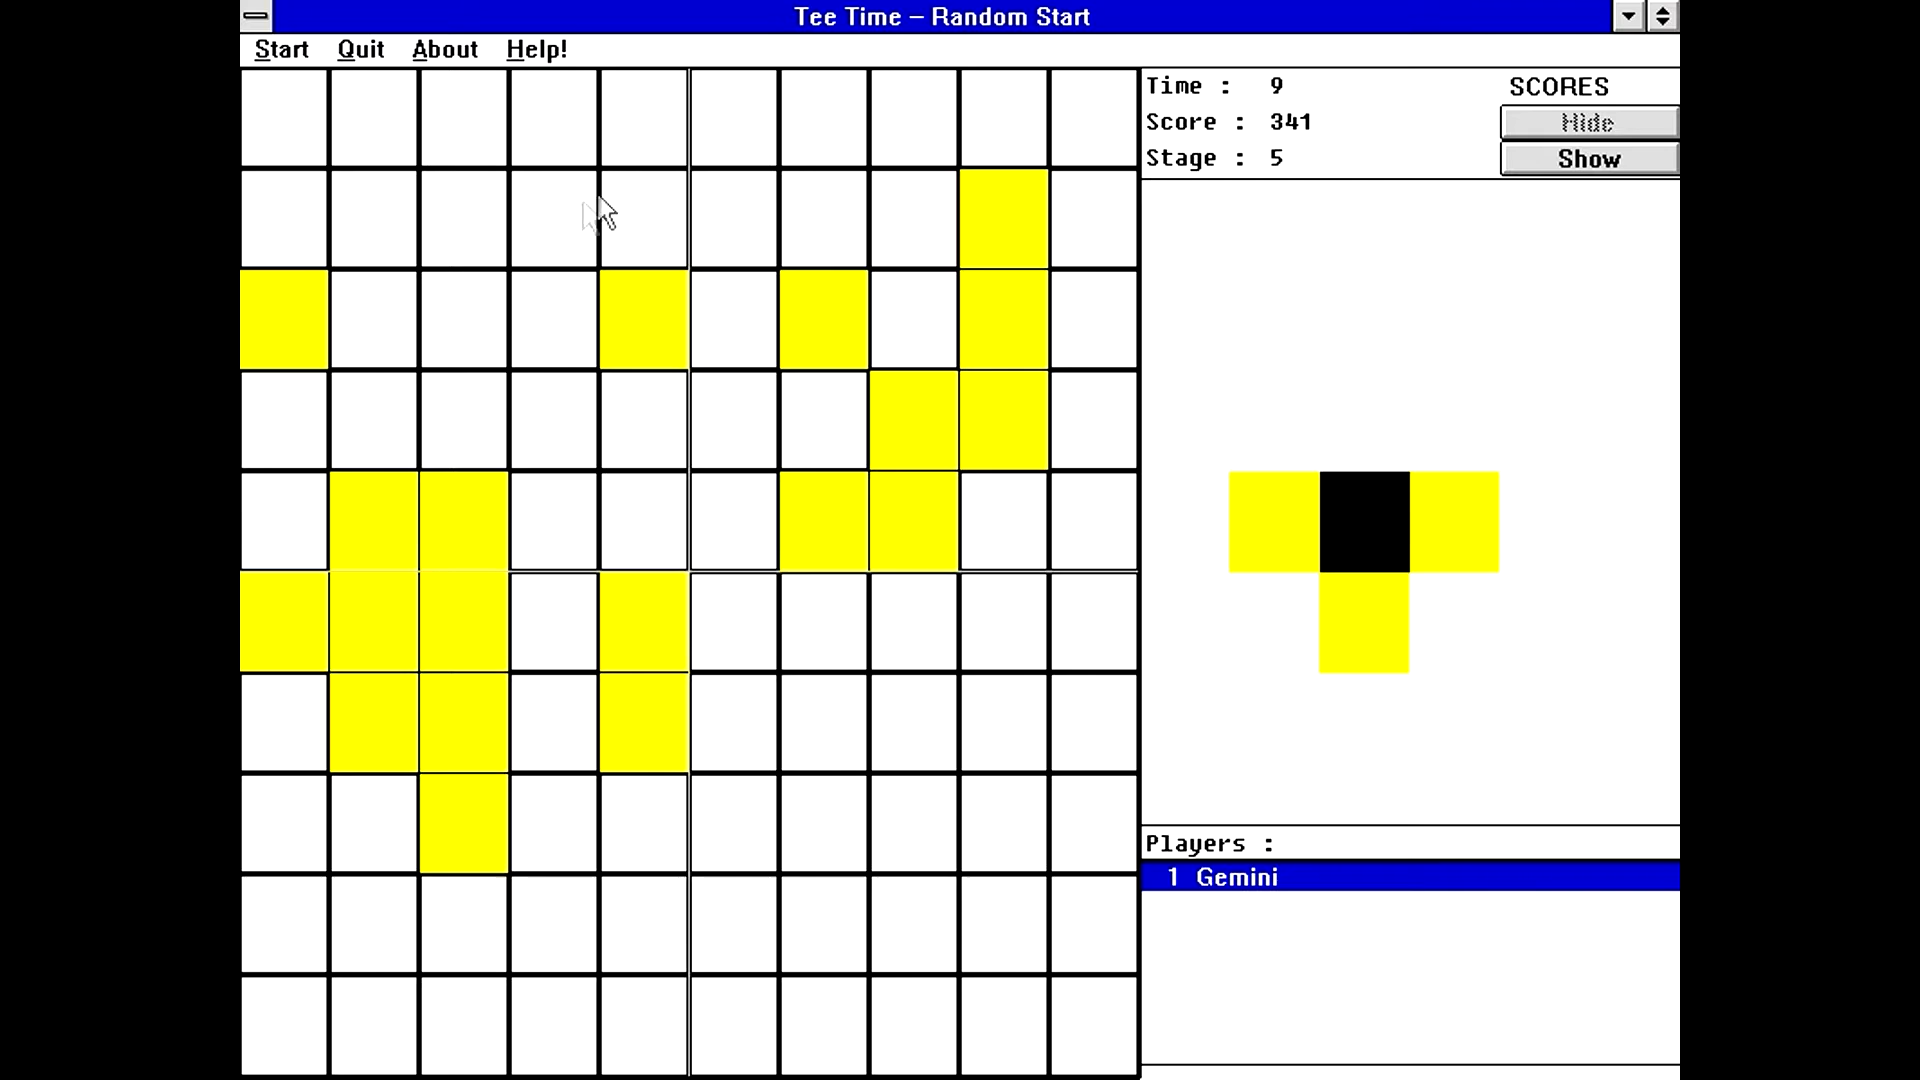 Tee Time – Random Start
Start Quit About Help!
Time : 9
SCORES
Score : 341
Hide
Stage : 5
Show
Players :
1 Gemini